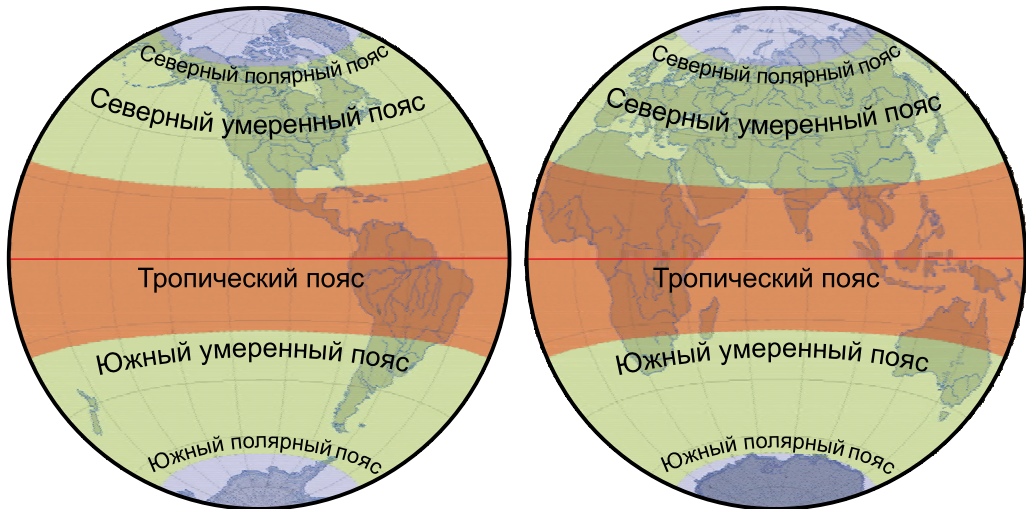 Северный полярный пояс
Северный умеренный пояс
Тропический пояс
Южный умеренный пояс
Южный полярный пояс
Северный полярный пояс
Северный умеренный пояс
Тропический пояс
Южный умеренный пояс
Южный полярный пояс